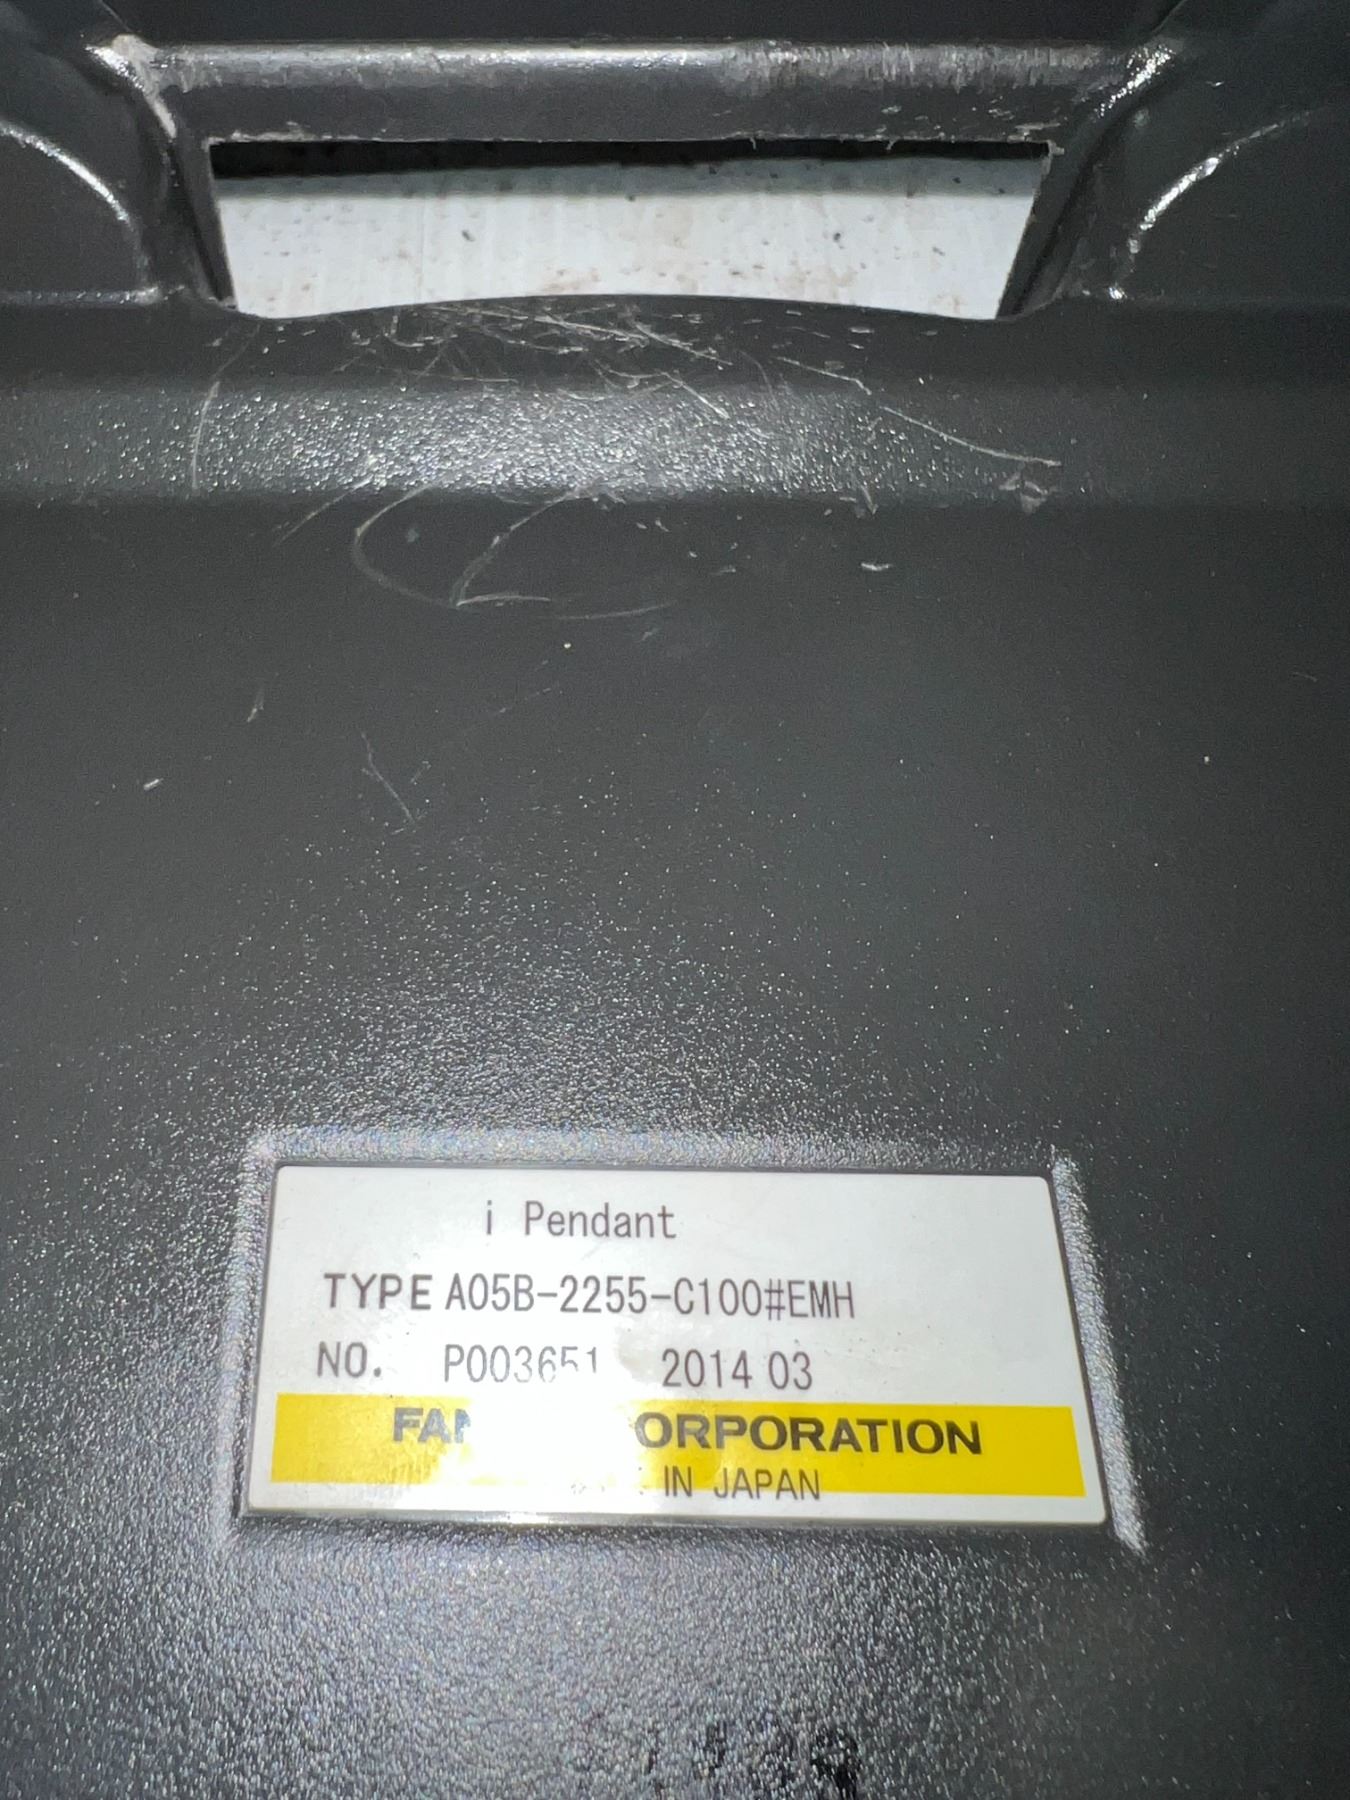 i Pendant
TYPE A05B-2255-C100#EMH
NO. P003651 2014 03
ORPORATION
IN JAPAN